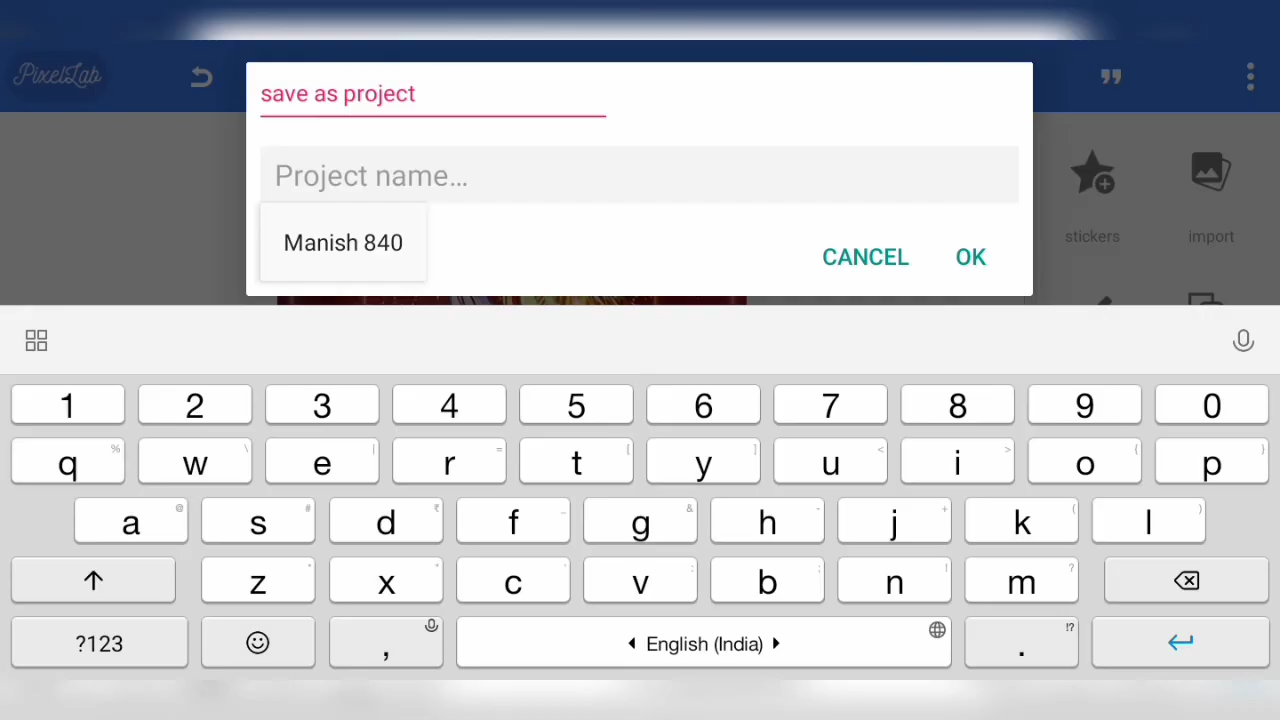 PixelLab
save as project
Project name...
Manish 840
CANCEL OK
stickers import
1 2 3 4 5 6 7 8 9 0
q % w \ e | r = t [ y ] u < i > o { p }
a @ s # d ₹ f _ g & h - j + k ( l )
z x c v : b ; n ! m ?
?123 , English (India) . !?